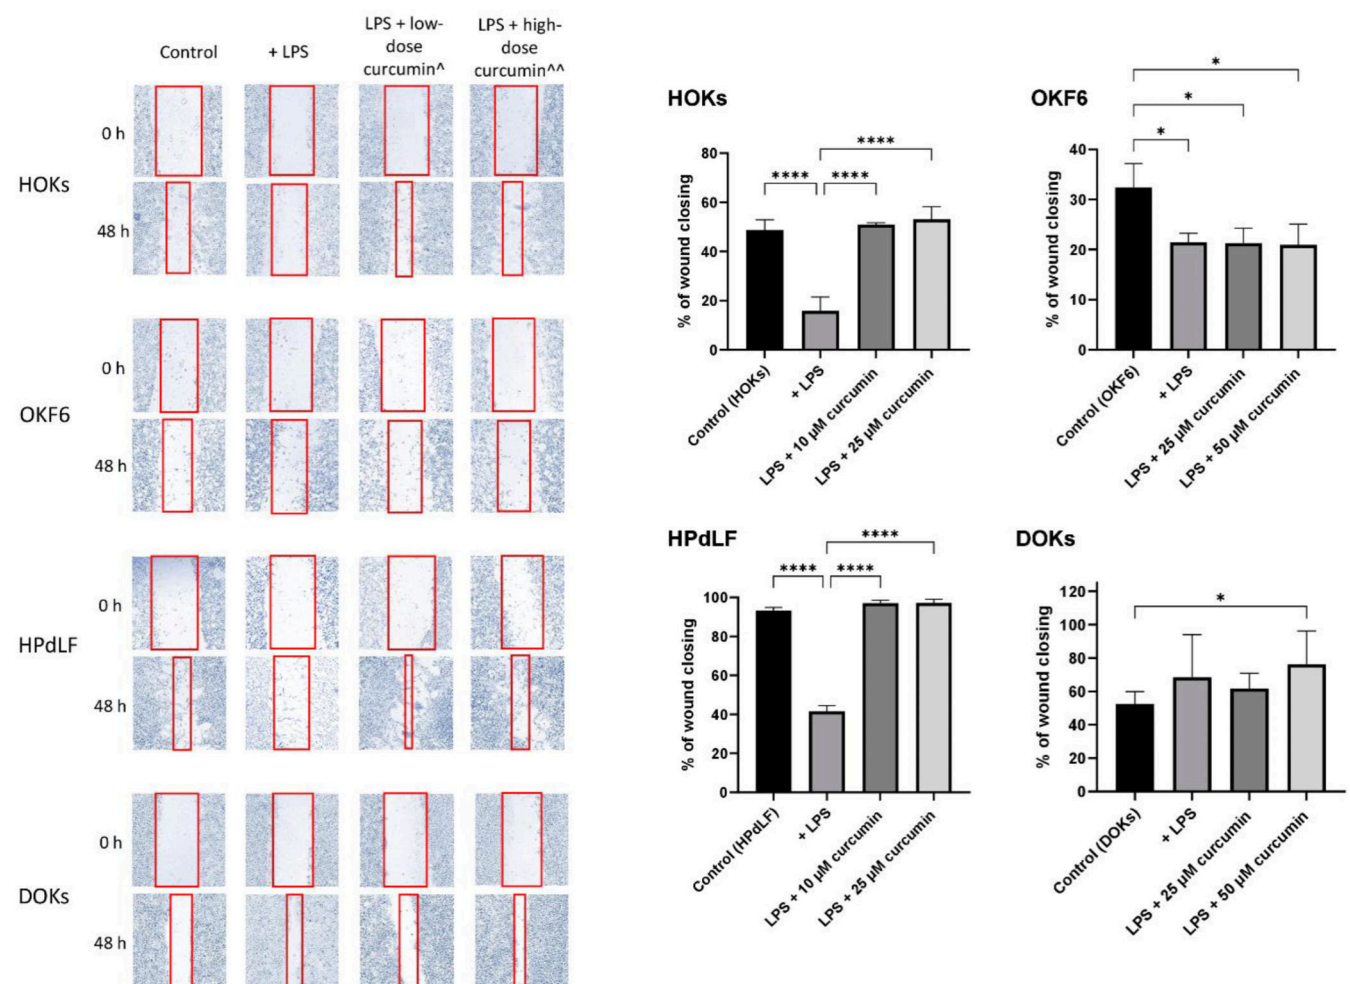 Control
+ LPS
LPS + low-
dose
curcumin^
LPS + high-
dose
curcumin^^
HOKs
0 h
48 h
OKF6
0 h
48 h
HPdLF
0 h
48 h
DOKs
0 h
48 h
HOKs
****
**** ****
% of wound closing
80
60
40
20
0
Control (HOKs)
+ LPS
LPS + 10 µM curcumin
LPS + 25 µM curcumin
OKF6
*
*
*
% of wound closing
40
30
20
10
0
Control (OKF6)
+ LPS
LPS + 25 µM curcumin
LPS + 50 µM curcumin
HPdLF
****
**** ****
% of wound closing
100
80
60
40
20
0
Control (HPdLF)
+ LPS
LPS + 10 µM curcumin
LPS + 25 µM curcumin
DOKs
*
% of wound closing
120
100
80
60
40
20
0
Control (DOKs)
+ LPS
LPS + 25 µM curcumin
LPS + 50 µM curcumin